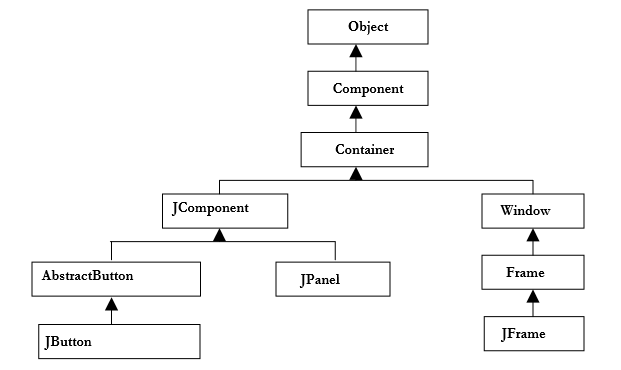 Object
Component
Container
JComponent
Window
AbstractButton
JPanel
Frame
JButton
JFrame